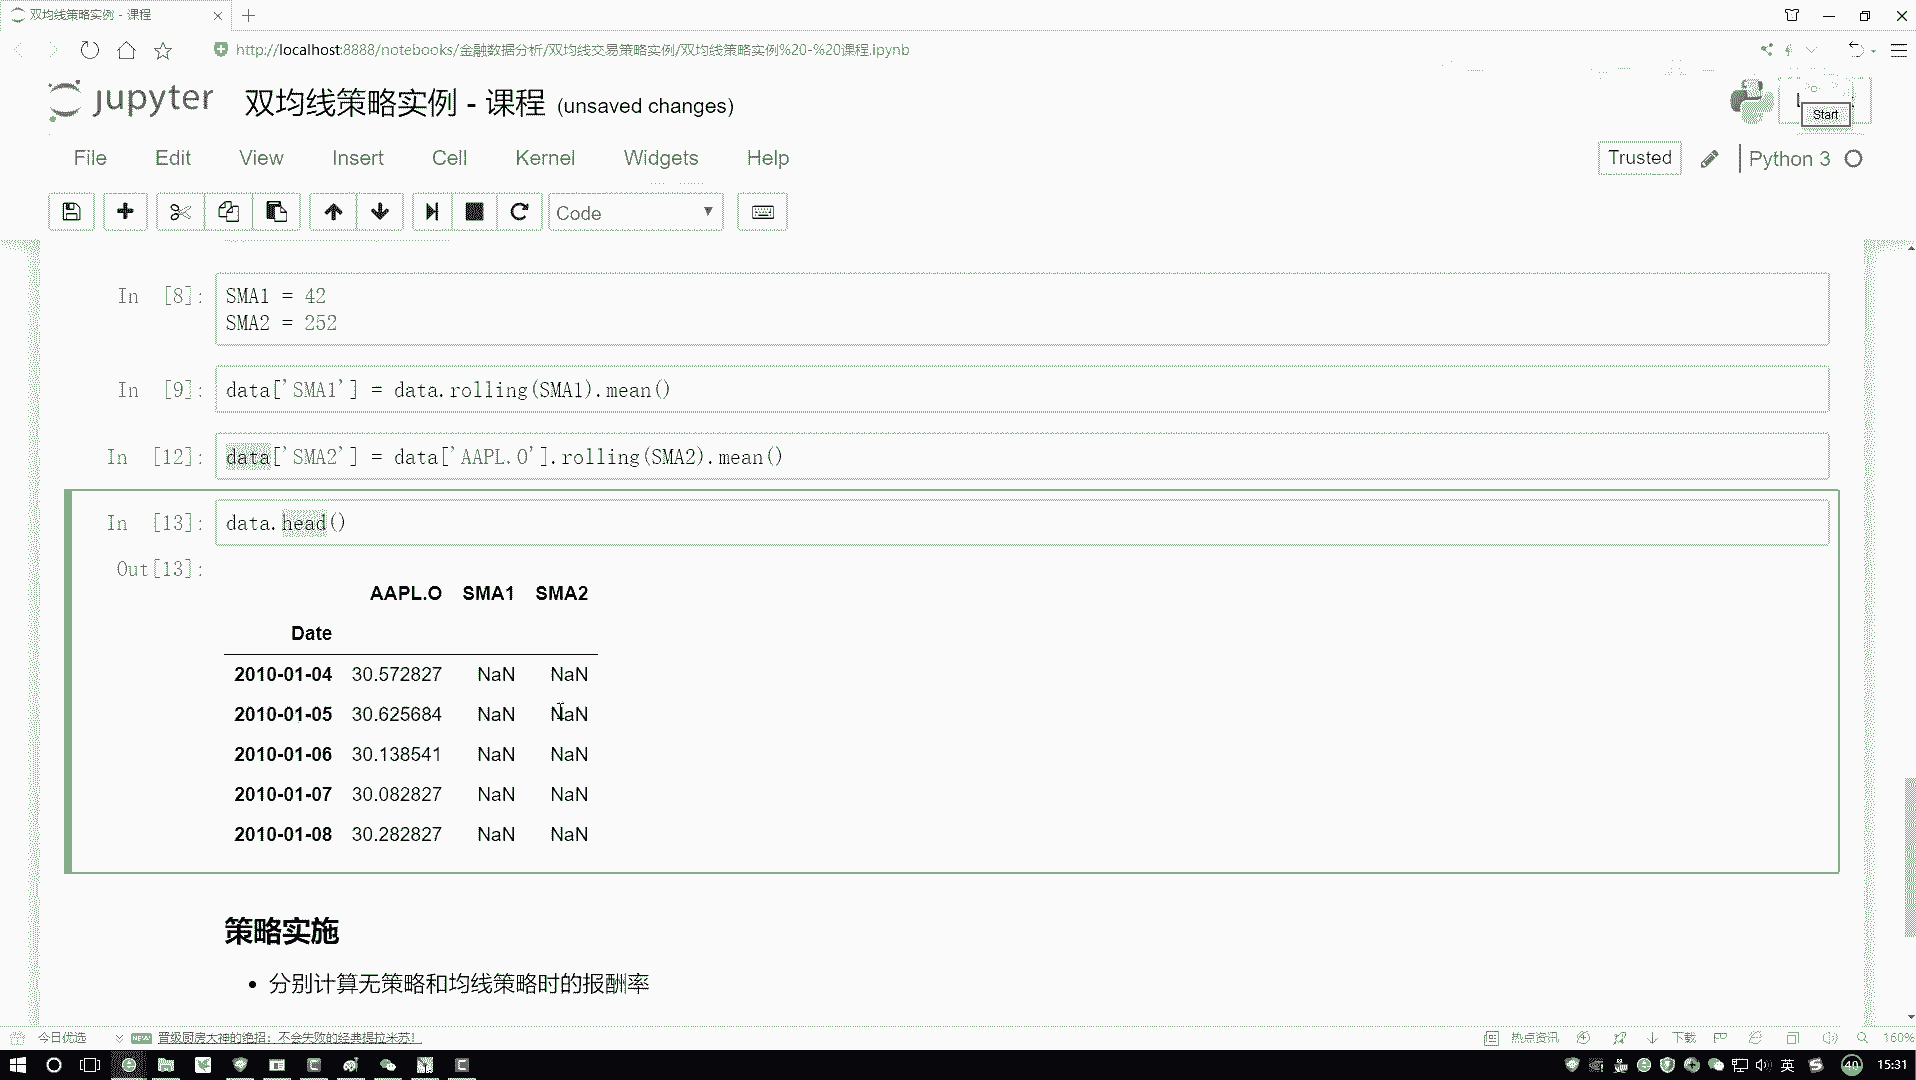 双均线策略实例 - 课程
http://localhost:8888/notebooks/金融数据分析/双均线交易策略实例/双均线策略实例%20-%20课程.ipynb
jupyter 双均线策略实例 - 课程 (unsaved changes)
Start
File Edit View Insert Cell Kernel Widgets Help
Trusted Python 3
Code
In [8]: SMA1 = 42
SMA2 = 252
In [9]: data['SMA1'] = data.rolling(SMA1).mean()
In [12]: data['SMA2'] = data['AAPL.O'].rolling(SMA2).mean()
In [13]: data.head()
Out[13]:
AAPL.O SMA1 SMA2
Date
2010-01-04 30.572827 NaN NaN
2010-01-05 30.625684 NaN NaN
2010-01-06 30.138541 NaN NaN
2010-01-07 30.082827 NaN NaN
2010-01-08 30.282827 NaN NaN
策略实施
• 分别计算无策略和均线策略时的报酬率
今日优选 NEW 晋级厨房大神的绝招：不会失败的经典提拉米苏！ 热点资讯 下载 160%
英 40 15:31